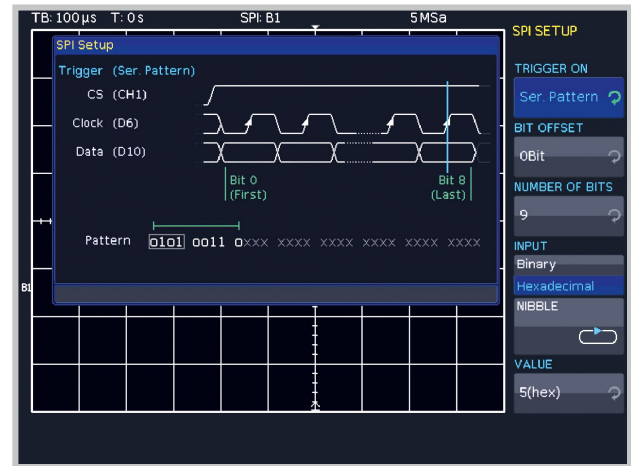 TB: 100µs T: 0s SPI: B1 5MSa
SPI SETUP
SPI Setup
Trigger (Ser. Pattern)
CS (CH1)
Clock (D6)
Data (D10)
Bit 0
(First)
Bit 8
(Last)
Pattern 0101 0011 0xxx xxxx xxxx xxxx xxxx xxxx
B1
TRIGGER ON
Ser. Pattern
BIT OFFSET
0Bit
NUMBER OF BITS
9
INPUT
Binary
Hexadecimal
NIBBLE
VALUE
5(hex)